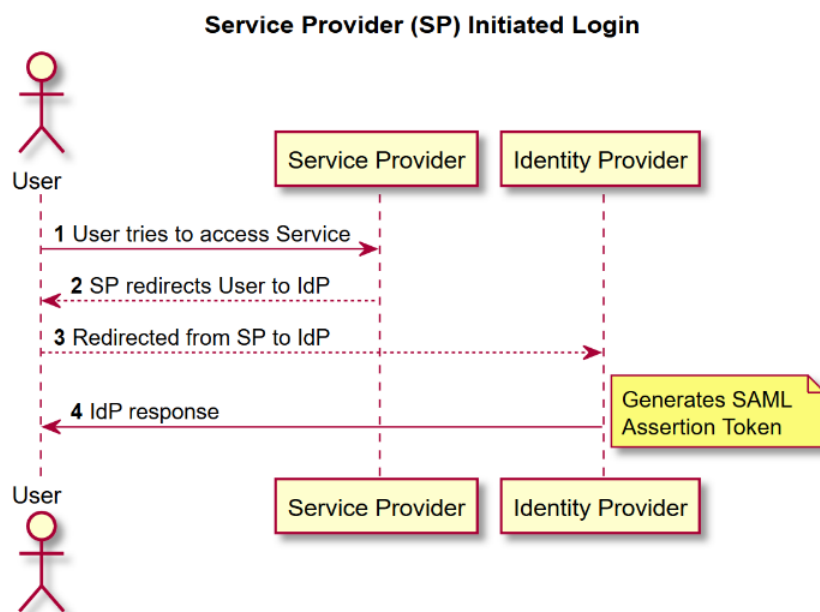 Service Provider (SP) Initiated Login
User
Service Provider
Identity Provider
1 User tries to access Service
2 SP redirects User to IdP
3 Redirected from SP to IdP
4 IdP response
Generates SAML
Assertion Token
User
Service Provider
Identity Provider